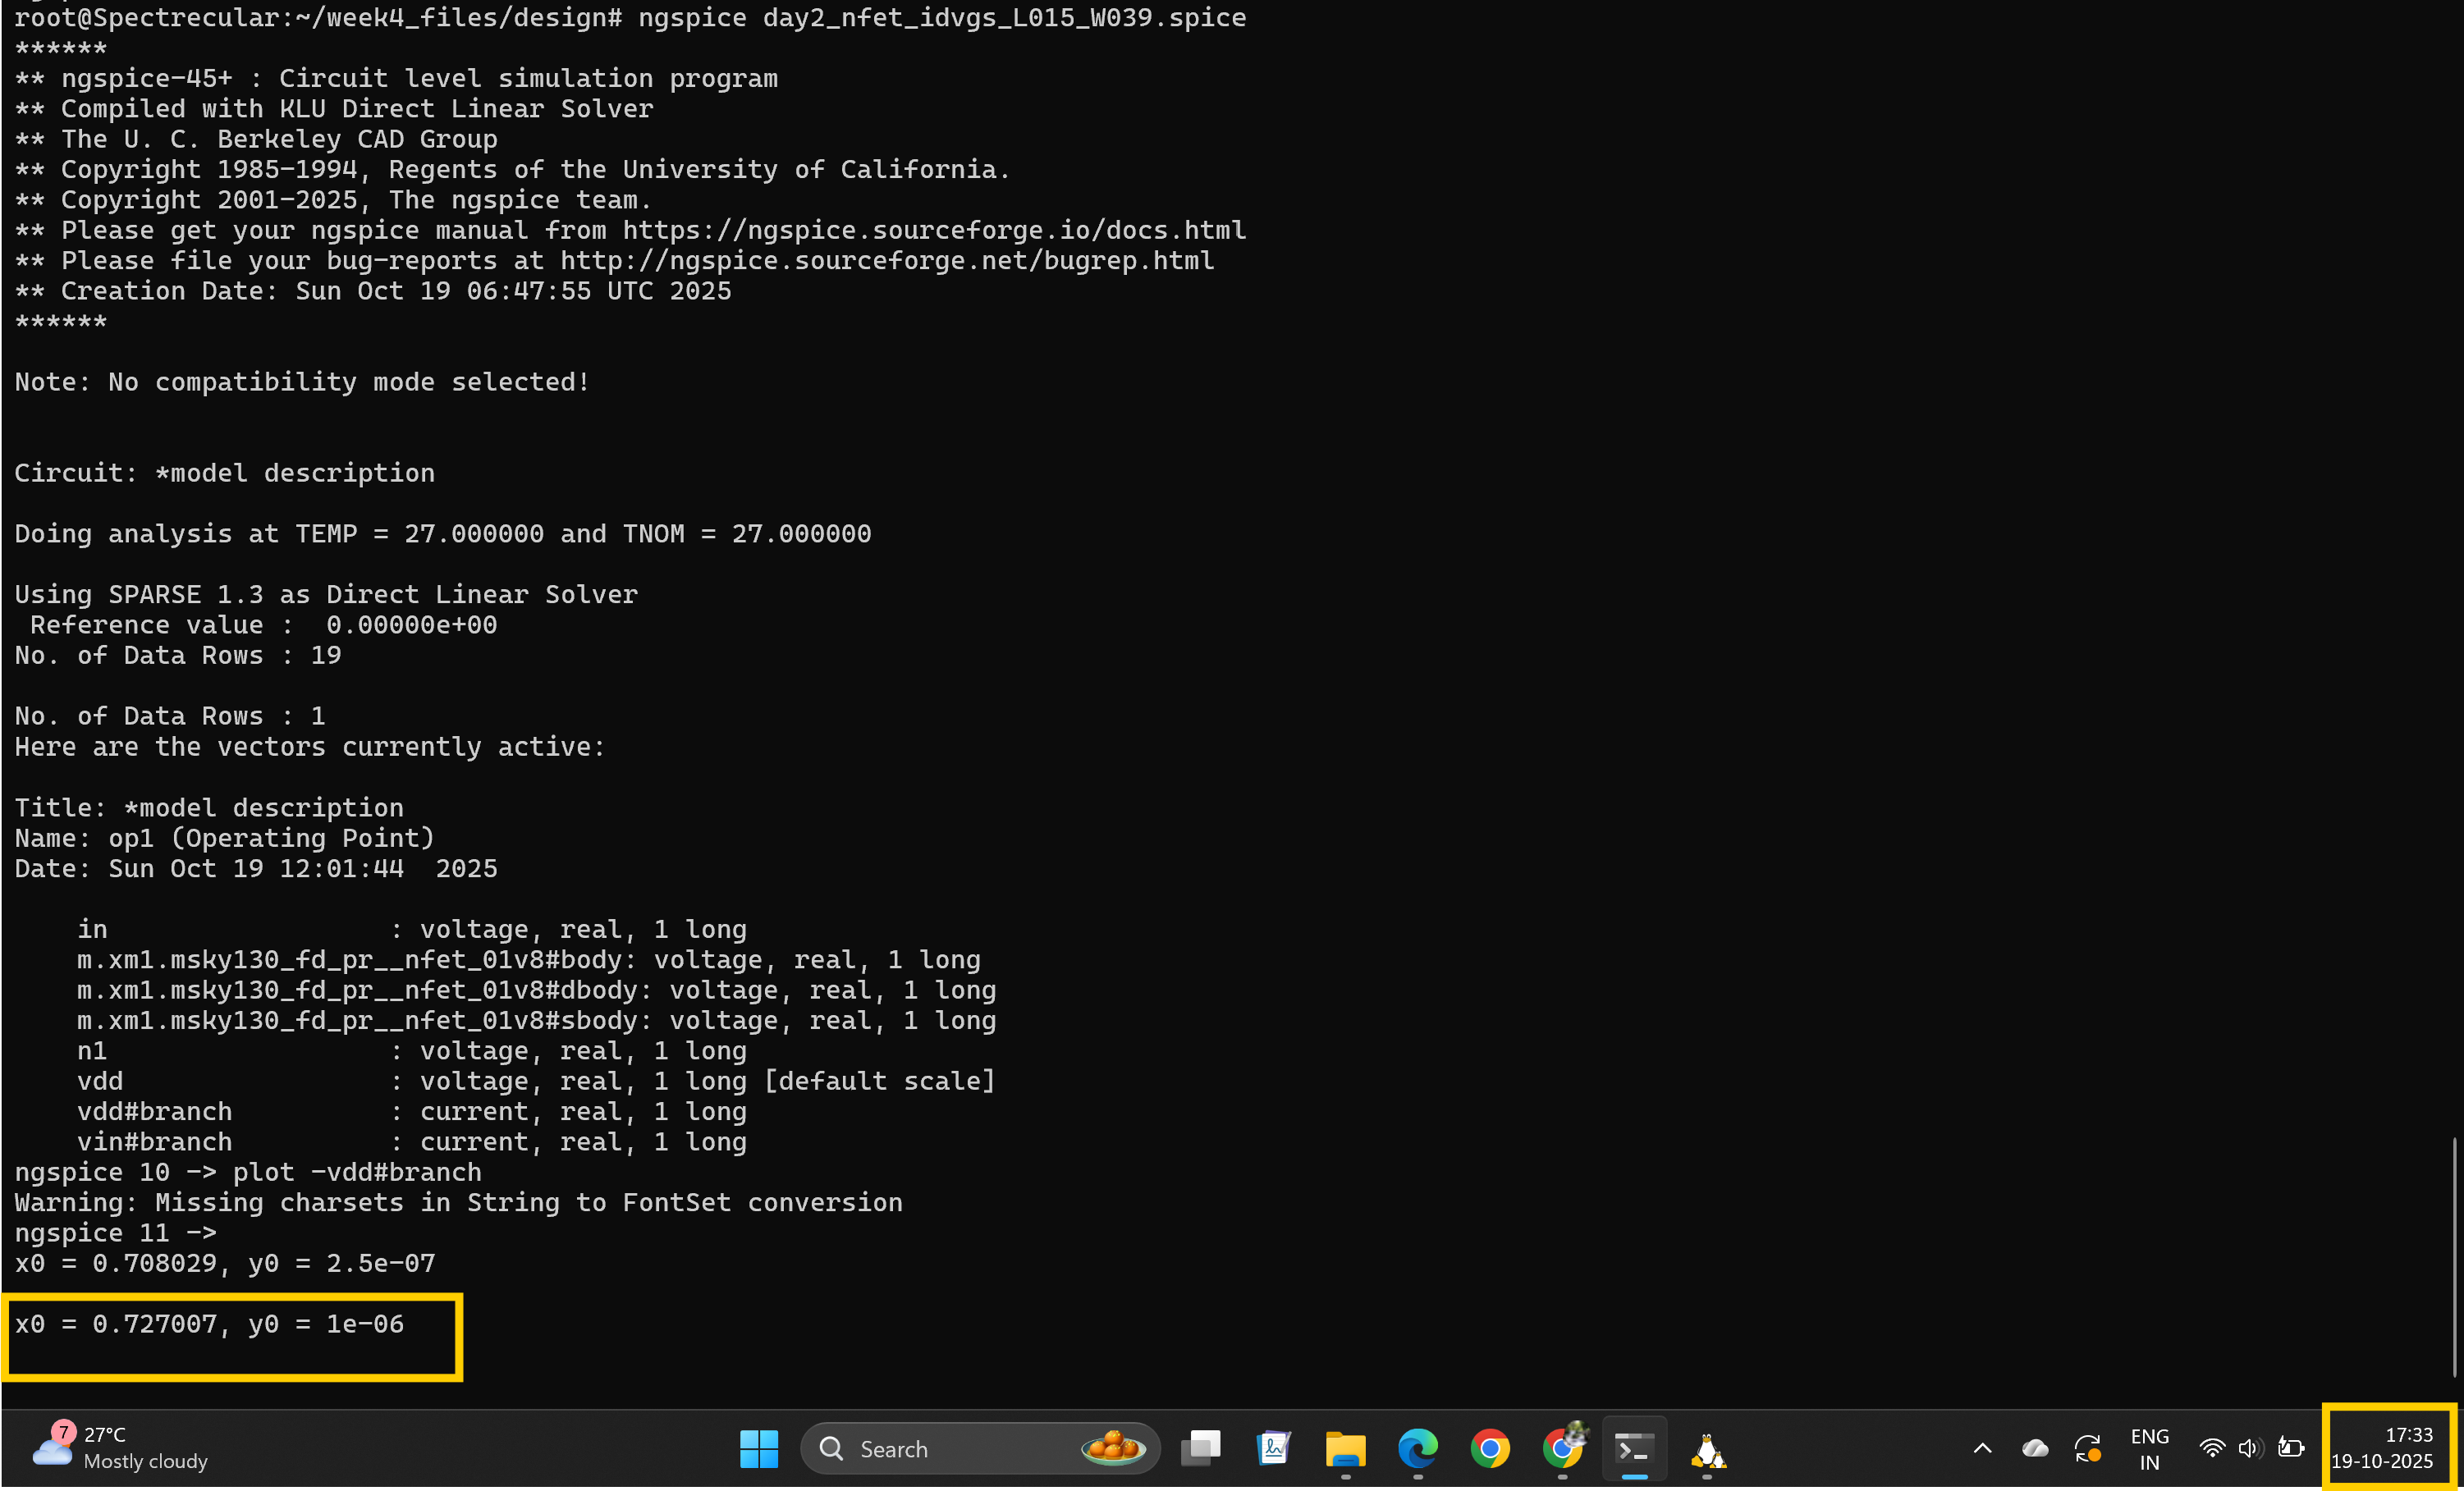 root@Spectrecular:~/week4_files/design# ngspice day2_nfet_idvgs_L015_W039.spice
******
** ngspice-45+ : Circuit level simulation program
** Compiled with KLU Direct Linear Solver
** The U. C. Berkeley CAD Group
** Copyright 1985-1994, Regents of the University of California.
** Copyright 2001-2025, The ngspice team.
** Please get your ngspice manual from https://ngspice.sourceforge.io/docs.html
** Please file your bug-reports at http://ngspice.sourceforge.net/bugrep.html
** Creation Date: Sun Oct 19 06:47:55 UTC 2025
******
Note: No compatibility mode selected!
Circuit: *model description
Doing analysis at TEMP = 27.000000 and TNOM = 27.000000
Using SPARSE 1.3 as Direct Linear Solver
Reference value :  0.00000e+00
No. of Data Rows : 19
No. of Data Rows : 1
Here are the vectors currently active:
Title: *model description
Name: op1 (Operating Point)
Date: Sun Oct 19 12:01:44  2025
in                  : voltage, real, 1 long
m.xm1.msky130_fd_pr__nfet_01v8#body: voltage, real, 1 long
m.xm1.msky130_fd_pr__nfet_01v8#dbody: voltage, real, 1 long
m.xm1.msky130_fd_pr__nfet_01v8#sbody: voltage, real, 1 long
n1                  : voltage, real, 1 long
vdd                 : voltage, real, 1 long [default scale]
vdd#branch          : current, real, 1 long
vin#branch          : current, real, 1 long
ngspice 10 -> plot -vdd#branch
Warning: Missing charsets in String to FontSet conversion
ngspice 11 ->
x0 = 0.708029, y0 = 2.5e-07
x0 = 0.727007, y0 = 1e-06
7
27°C
Mostly cloudy
Search
ENG
IN
17:33
19-10-2025